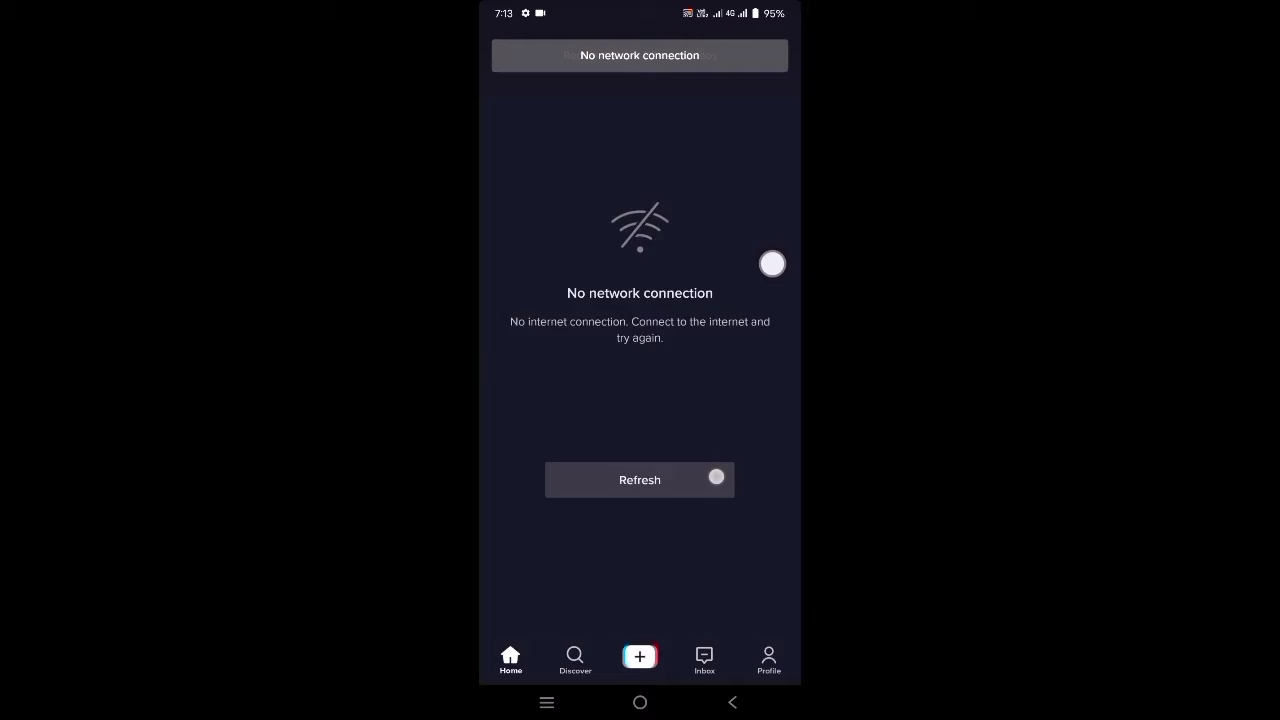 7:13
4G
95%
No network connection
No network connection
No internet connection. Connect to the internet and
try again.
Refresh
Home
Discover
Inbox
Profile